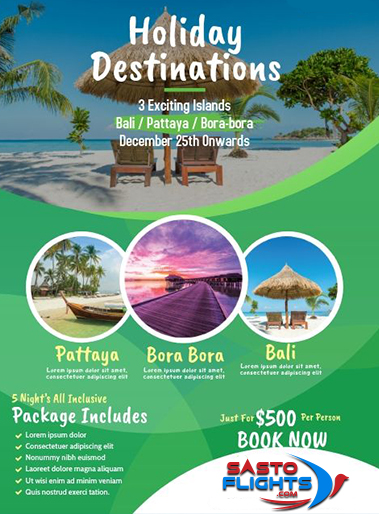 Holiday
Destinations
3 Exciting Islands
Bali / Pattaya / Bora-bora
December 25th Onwards
Pattaya
Lorem ipsum dolor sit amet,
consectetuer adipiscing elit
Bora Bora
Lorem ipsum dolor sit amet,
consectetuer adipiscing elit
Bali
Lorem ipsum dolor sit amet,
consectetuer adipiscing elit
5 Night's All Inclusive
Package Includes
Lorem ipsum dolor
Consectetuer adipiscing elit
Nonummy nibh euismod
Laoreet dolore magna aliquam
Ut wisi enim ad minim veniam
Quis nostrud exerci tation.
Just For $500 Per Person
BOOK NOW
SASTO
FLIGHTS
.COM